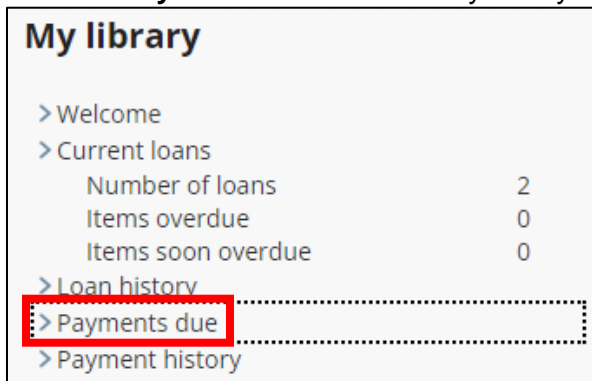 My library
> Welcome
> Current loans
Number of loans 2
Items overdue 0
Items soon overdue 0
> Loan history
> Payments due
> Payment history